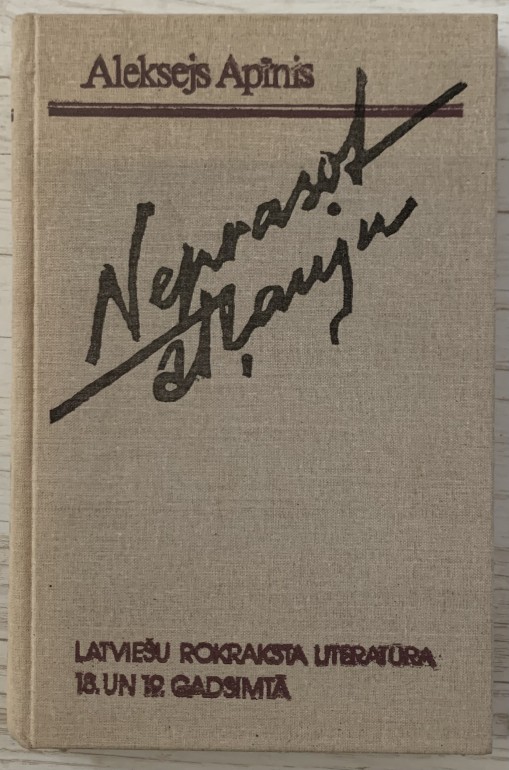 Aleksejs Apīnis
Neprasot
atļauju
LATVIEŠU ROKRAKSTA LITERATŪRA
18. UN 19. GADSIMTĀ